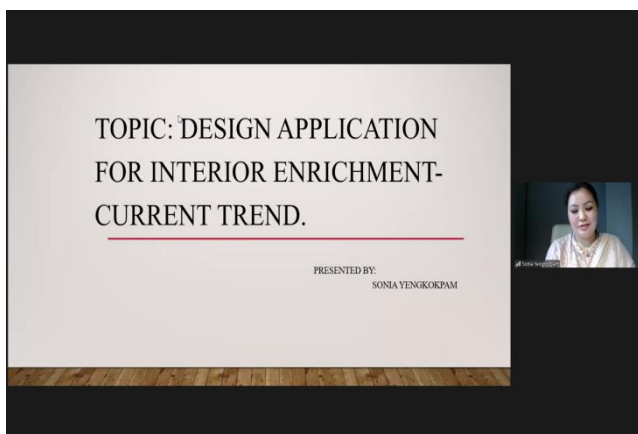 TOPIC: DESIGN APPLICATION
FOR INTERIOR ENRICHMENT-
CURRENT TREND.
PRESENTED BY:
SONIA YENGKOKPAM